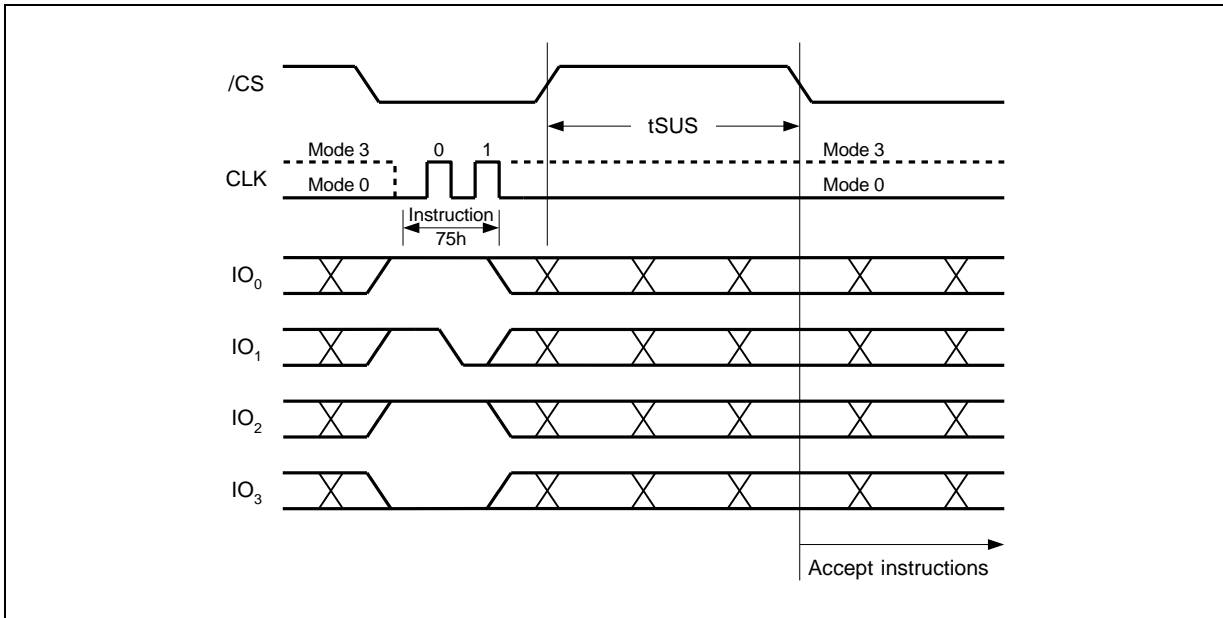 /CS
tSUS
Mode 3 0 1 Mode 3
CLK
Mode 0 Mode 0
Instruction
75h
IO0
IO1
IO2
IO3
Accept instructions